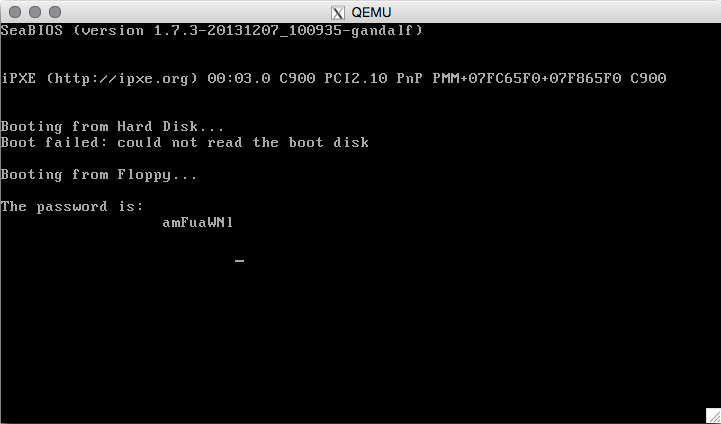 QEMU
SeaBIOS (version 1.7.3-20131207_100935-gandalf)
iPXE (http://ipxe.org) 00:03.0 C900 PCI2.10 PnP PMM+07FC65F0+07F865F0 C900
Booting from Hard Disk...
Boot failed: could not read the boot disk
Booting from Floppy...
The password is:
amFuaWNl